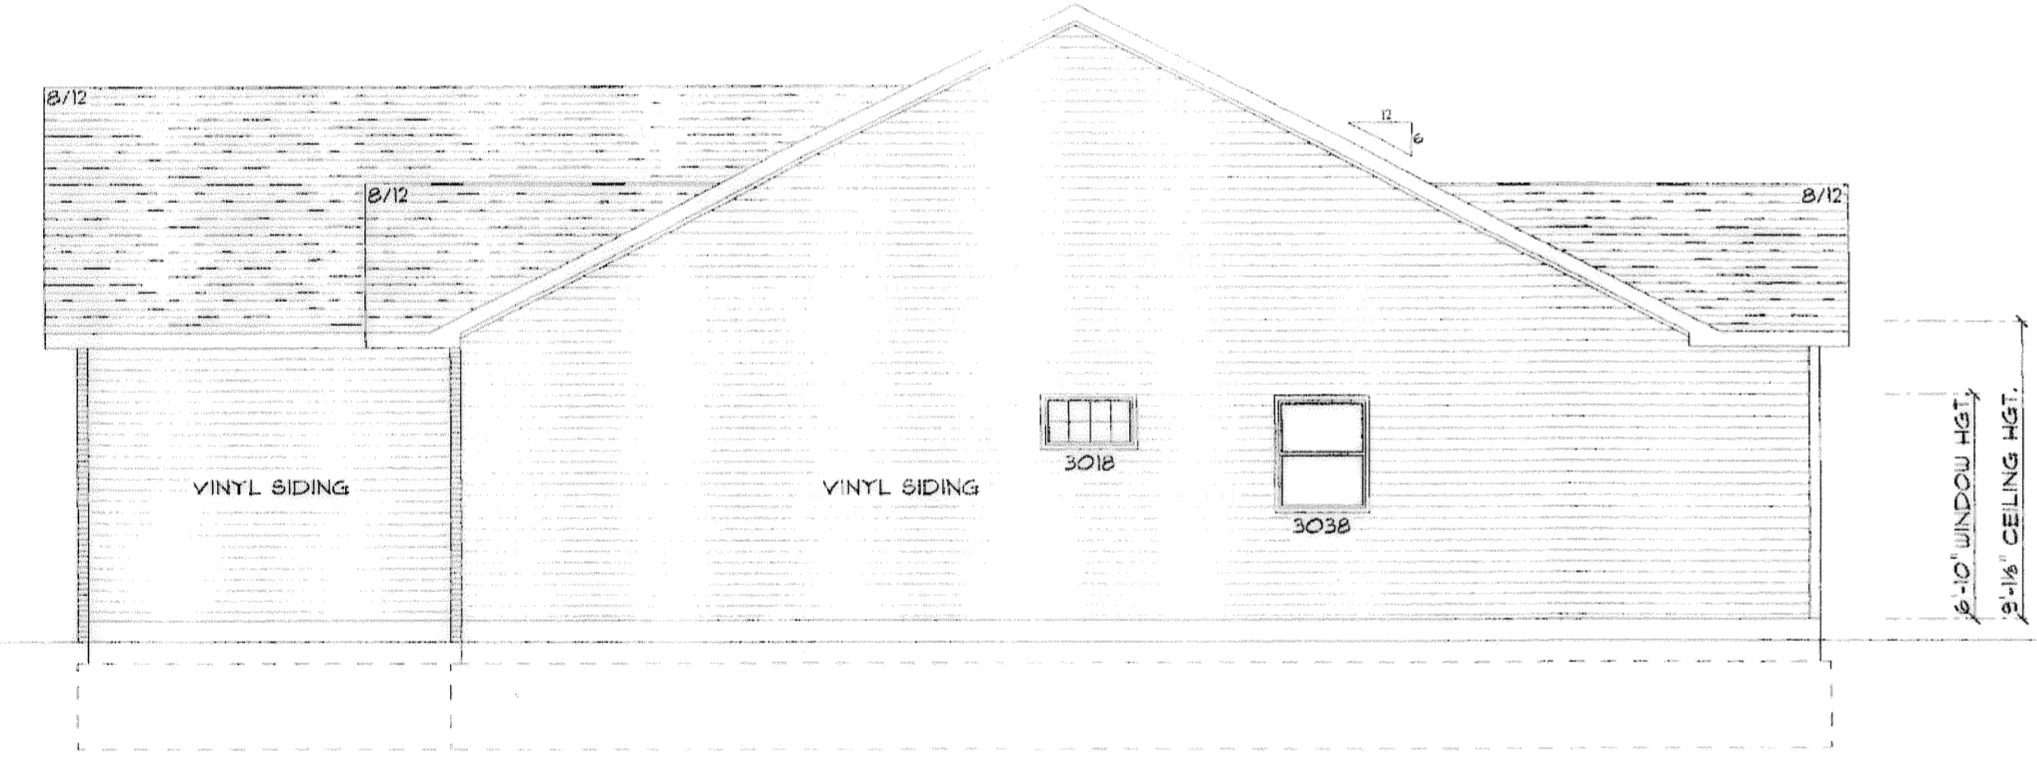 8/12
12
6
8/12
8/12
3018
VINYL SIDING
VINYL SIDING
3038
6'-10" WINDOW HGT.
9'-1⅛" CEILING HGT.